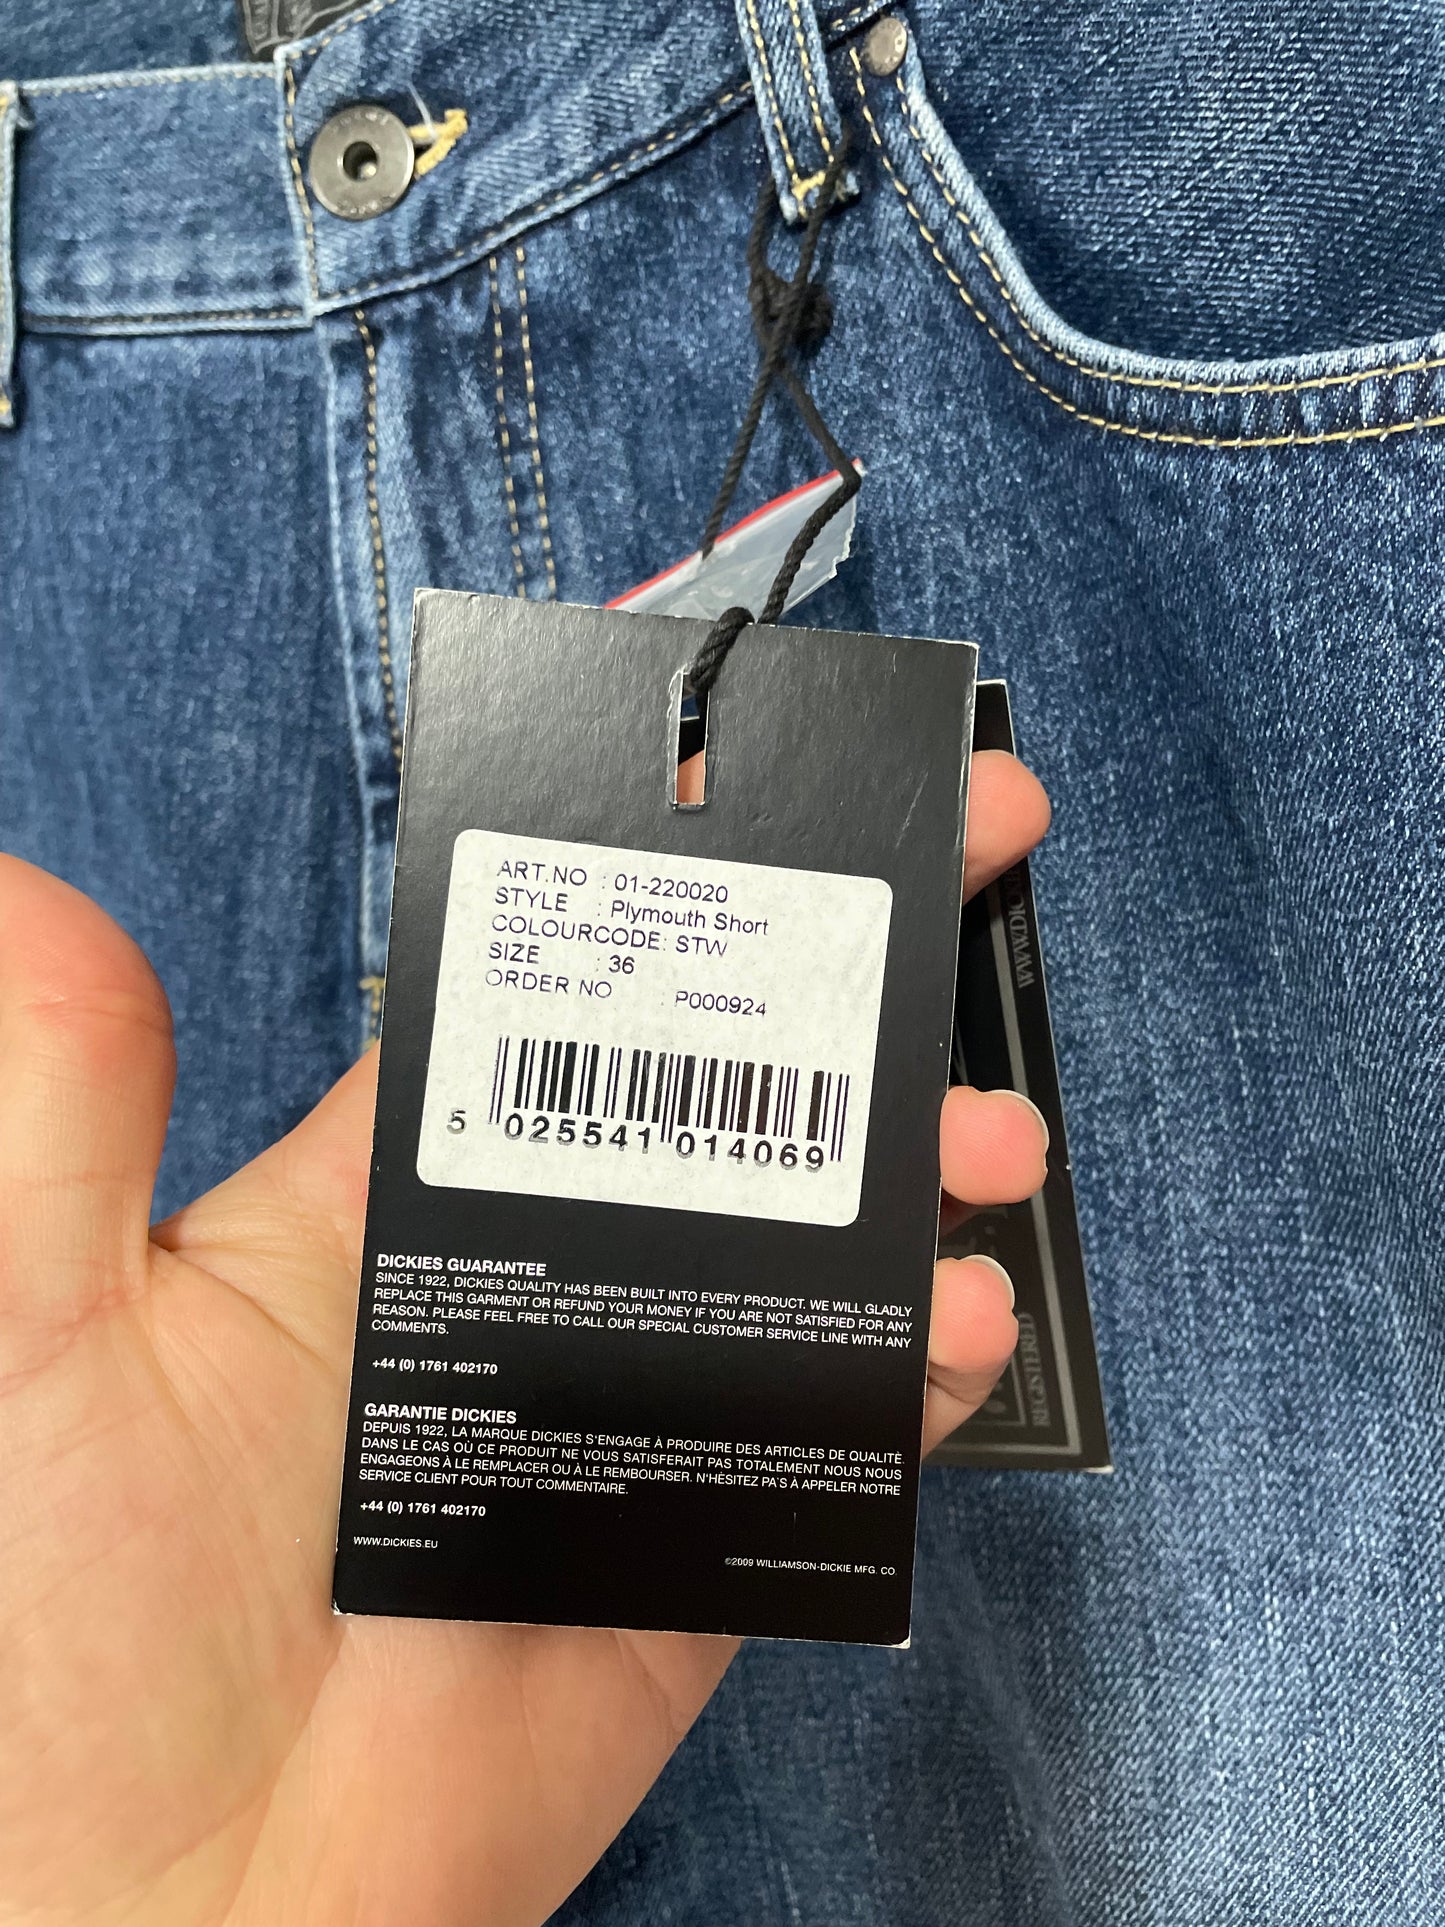 ART.NO : 01-220020
STYLE : Plymouth Short
COLOURCODE: STW
SIZE : 36
ORDER NO : P000924
5 025541 014069
DICKIES GUARANTEE
SINCE 1922, DICKIES QUALITY HAS BEEN BUILT INTO EVERY PRODUCT. WE WILL GLADLY
REPLACE THIS GARMENT OR REFUND YOUR MONEY IF YOU ARE NOT SATISFIED FOR ANY
REASON. PLEASE FEEL FREE TO CALL OUR SPECIAL CUSTOMER SERVICE LINE WITH ANY
COMMENTS.
+44 (0) 1761 402170
GARANTIE DICKIES
DEPUIS 1922, LA MARQUE DICKIES S'ENGAGE À PRODUIRE DES ARTICLES DE QUALITÈ.
DANS LE CAS OÙ CE PRODUIT NE VOUS SATISFERAIT PAS TOTALEMENT NOUS NOUS
ENGAGEONS À LE REMPLACER OU À LE REMBOURSER. N'HÈSITEZ PA'S À APPELER NOTRE
SERVICE CLIENT POUR TOUT COMMENTAIRE.
+44 (0) 1761 402170
WWW.DICKIES.EU
©2009 WILLIAMSON-DICKIE MFG. CO.
REGISTERED